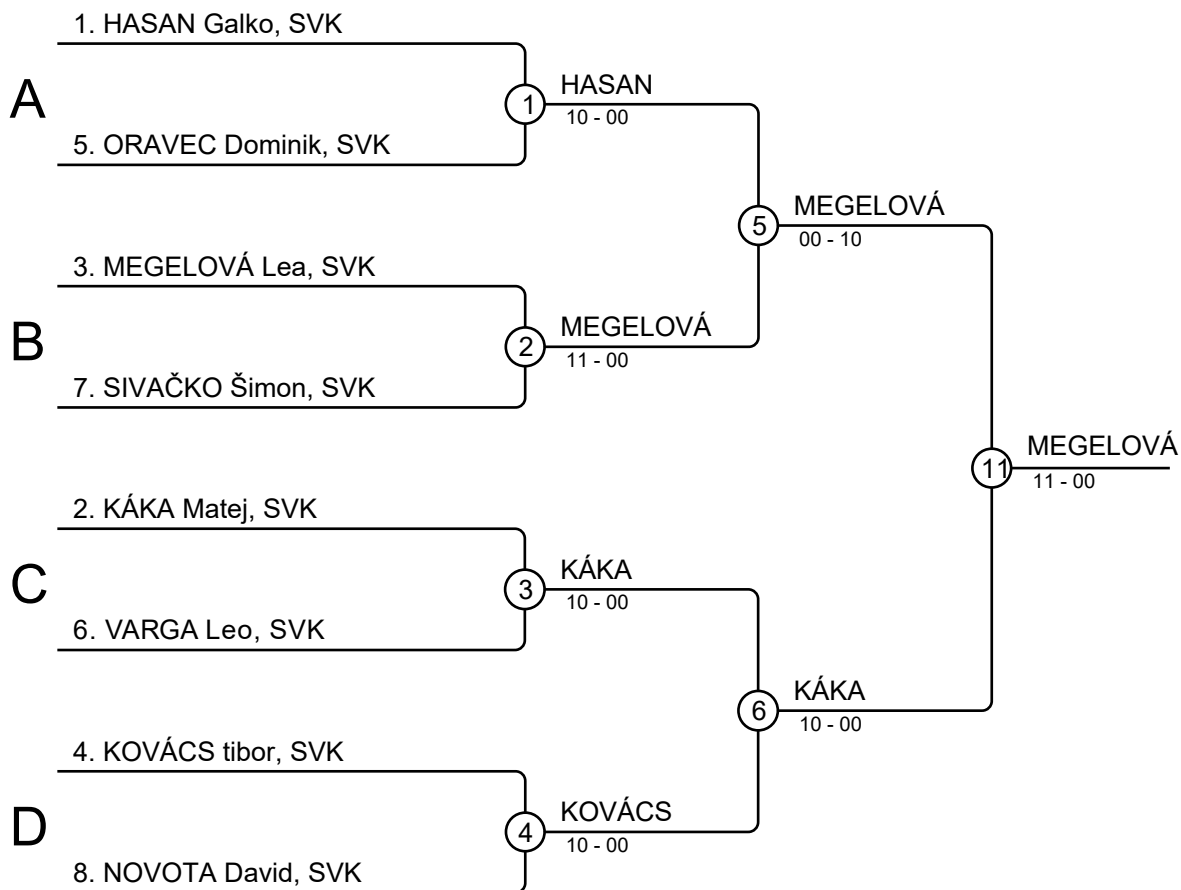 1. HASAN Galko, SVK
A
1
HASAN
10 - 00
5. ORAVEC Dominik, SVK
5
MEGELOVÁ
00 - 10
3. MEGELOVÁ Lea, SVK
B
2
MEGELOVÁ
11 - 00
7. SIVAČKO Šimon, SVK
11
MEGELOVÁ
11 - 00
2. KÁKA Matej, SVK
C
3
KÁKA
10 - 00
6. VARGA Leo, SVK
6
KÁKA
10 - 00
4. KOVÁCS tibor, SVK
D
4
KOVÁCS
10 - 00
8. NOVOTA David, SVK